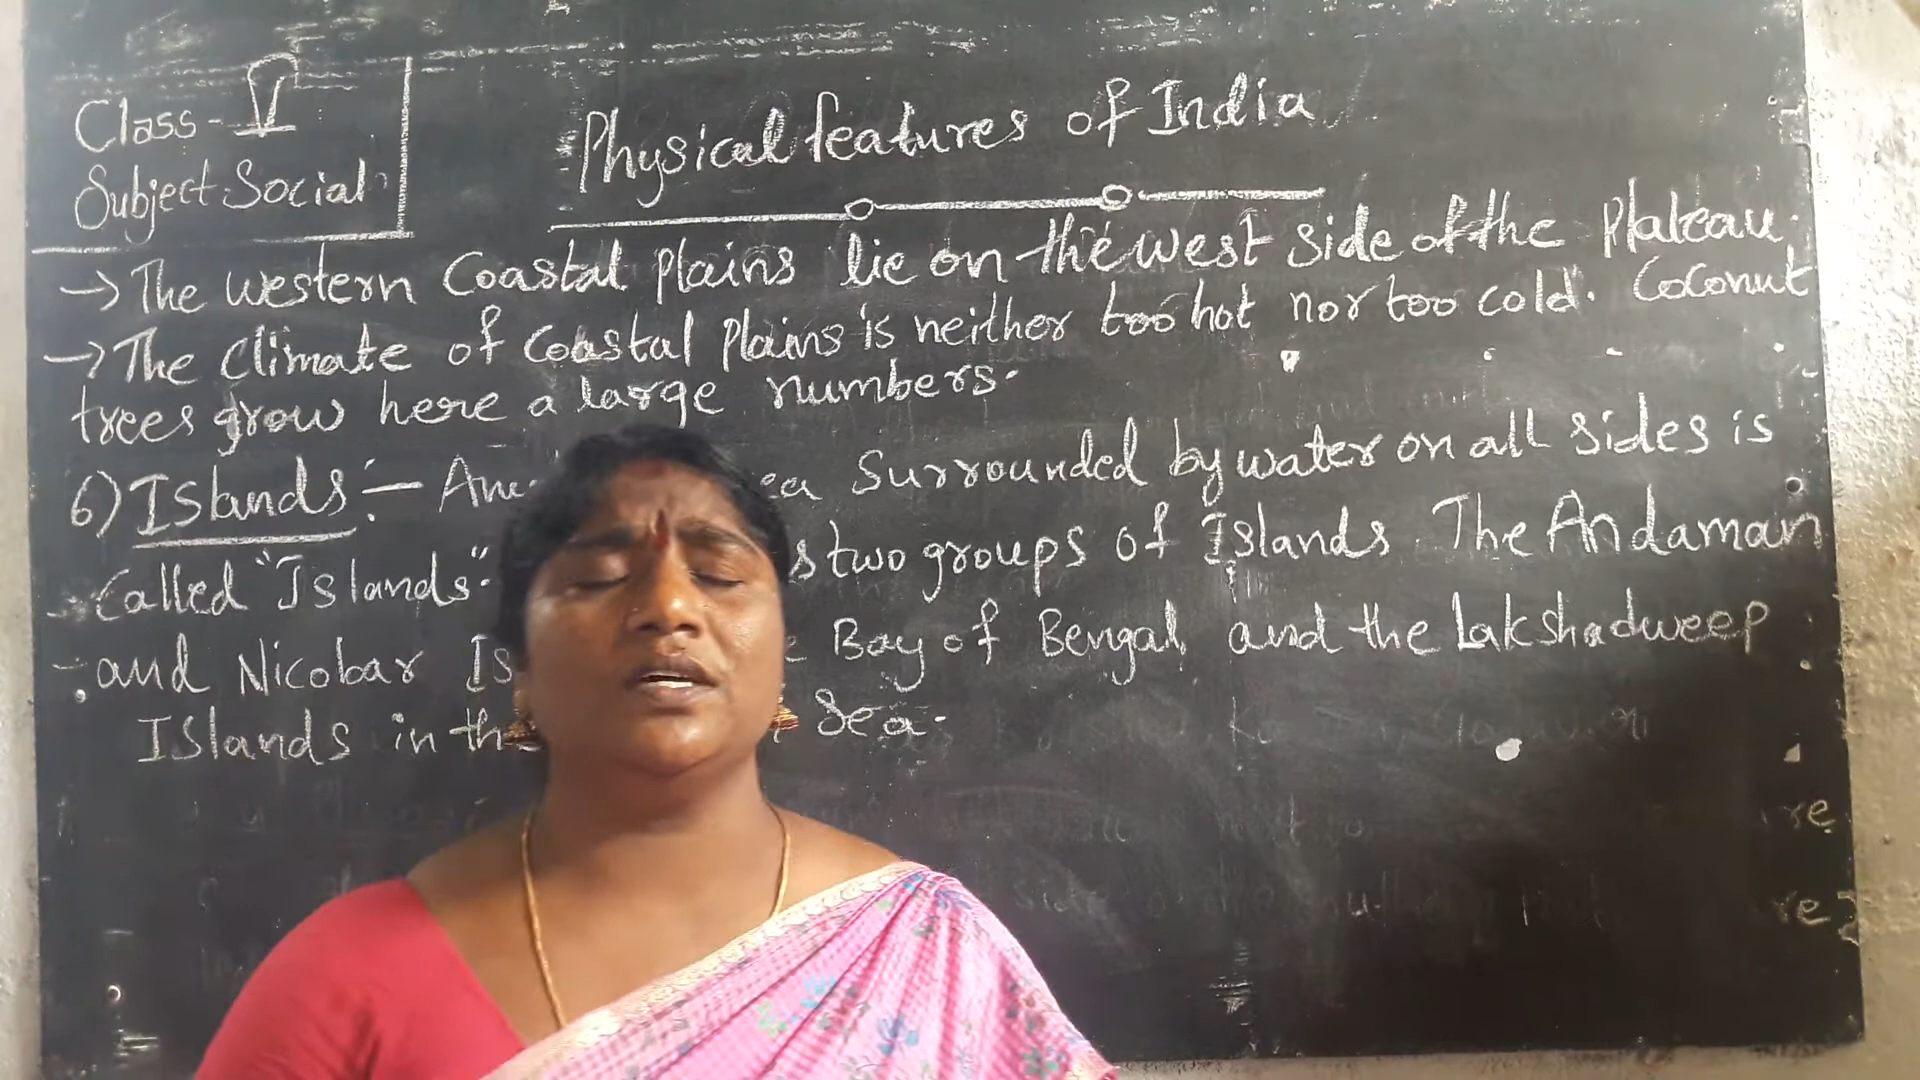 Class - V
Subject: Social
Physical features of India
→ The western Coastal plains lie on the west side of the Plateau.
→ The climate of Coastal Plains is neither too hot nor too cold. Coconut
trees grow here a large numbers.
6) Islands :- surrounded by water on all sides is
Called "Islands". two groups of Islands. The Andaman
and Nicobar Bay of Bengal and the Lakshadweep
Islands in Sea.
re
re